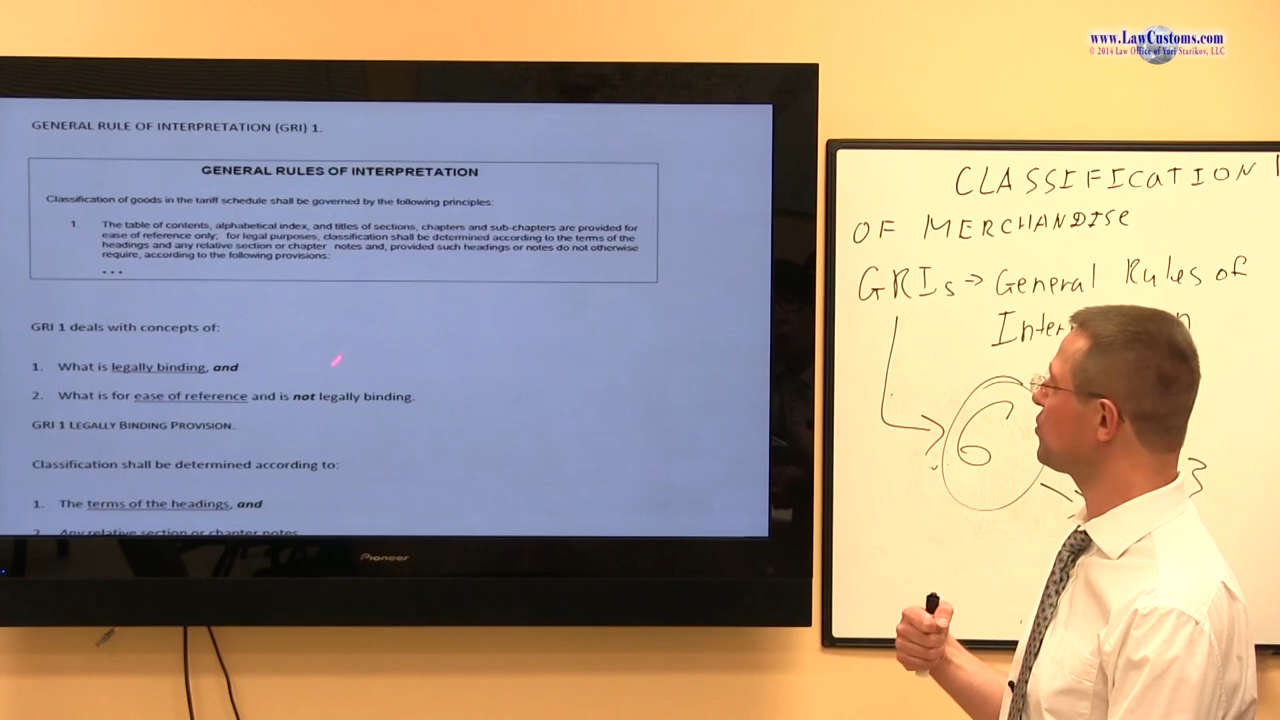 www.LawCustoms.com
© 2014 Law Office of Yuri Starikov, LLC
GENERAL RULE OF INTERPRETATION (GRI) 1.
GENERAL RULES OF INTERPRETATION
Classification of goods in the tariff schedule shall be governed by the following principles:
1. The table of contents, alphabetical index, and titles of sections, chapters and sub-chapters are provided for
ease of reference only; for legal purposes, classification shall be determined according to the terms of the
headings and any relative section or chapter notes and, provided such headings or notes do not otherwise
require, according to the following provisions:
• • •
GRI 1 deals with concepts of:
1. What is legally binding, and
2. What is for ease of reference and is not legally binding.
GRI 1 LEGALLY BINDING PROVISION.
Classification shall be determined according to:
1. The terms of the headings, and
2. Any relative section or chapter notes
Pioneer
CLASSIFICATION
OF MERCHANDISE
GRIs → General Rules of
6